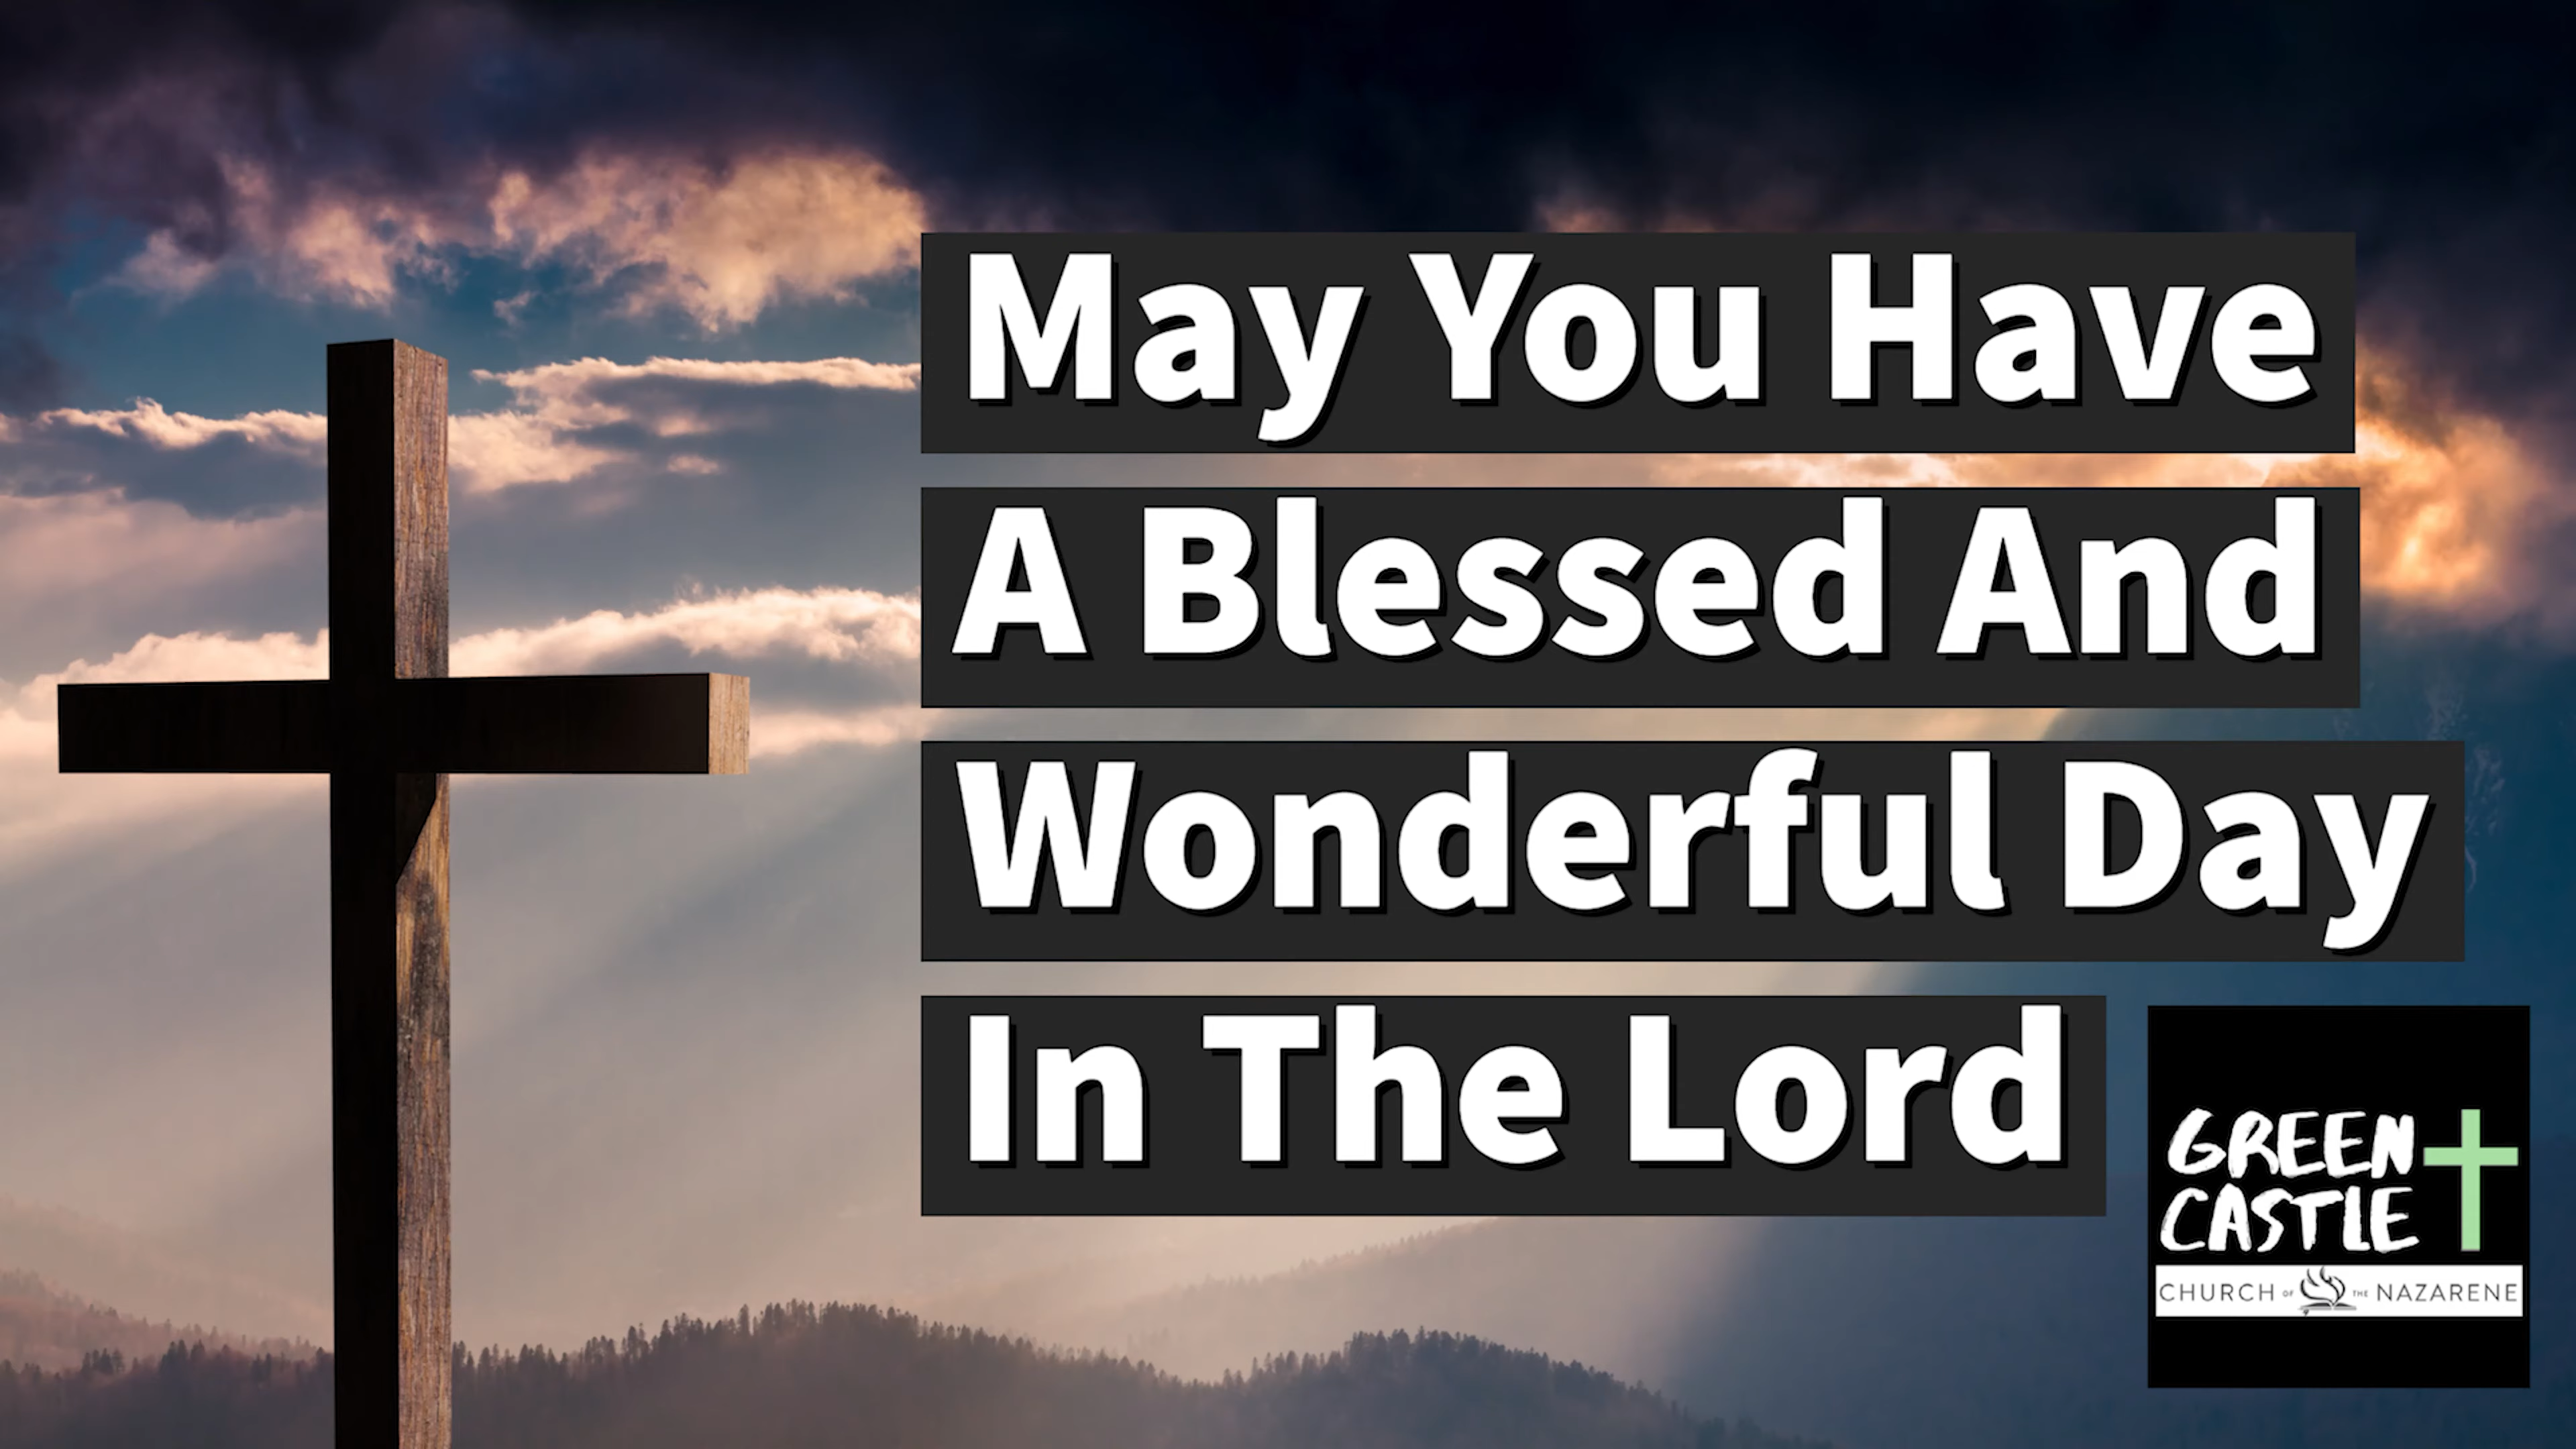 May You Have
A Blessed And
Wonderful Day
In The Lord
GREEN
CASTLE
CHURCH OF THE NAZARENE